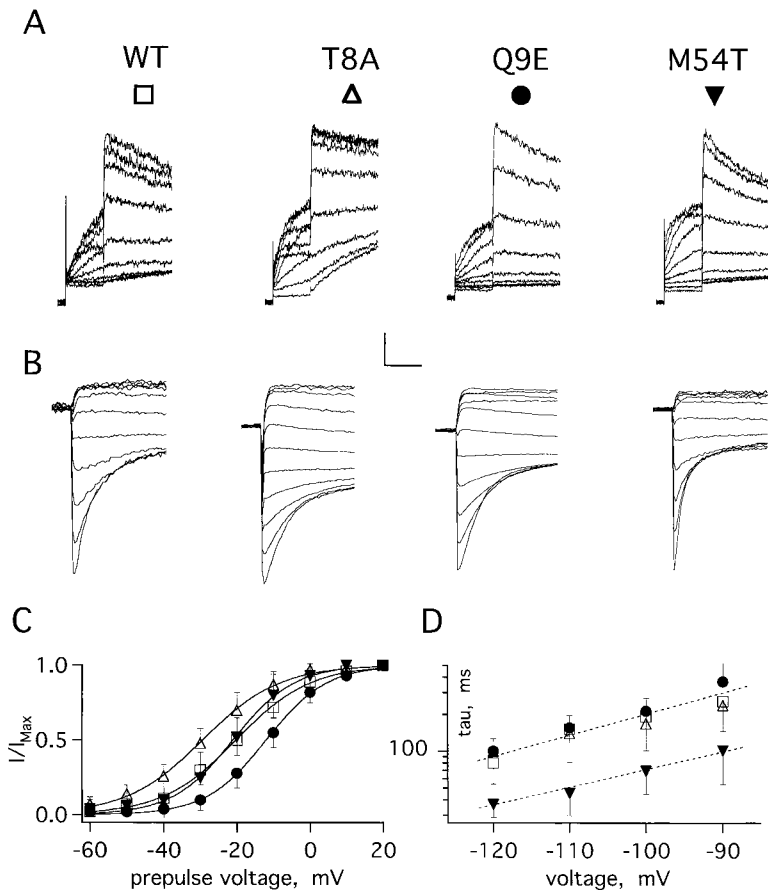 A
WT
T8A
Q9E
M54T
B
C
D
1.0
0.5
0.0
I/I Max
-60
-40
-20
0
20
prepulse voltage, mV
tau, ms
100
-120
-110
-100
-90
voltage, mV